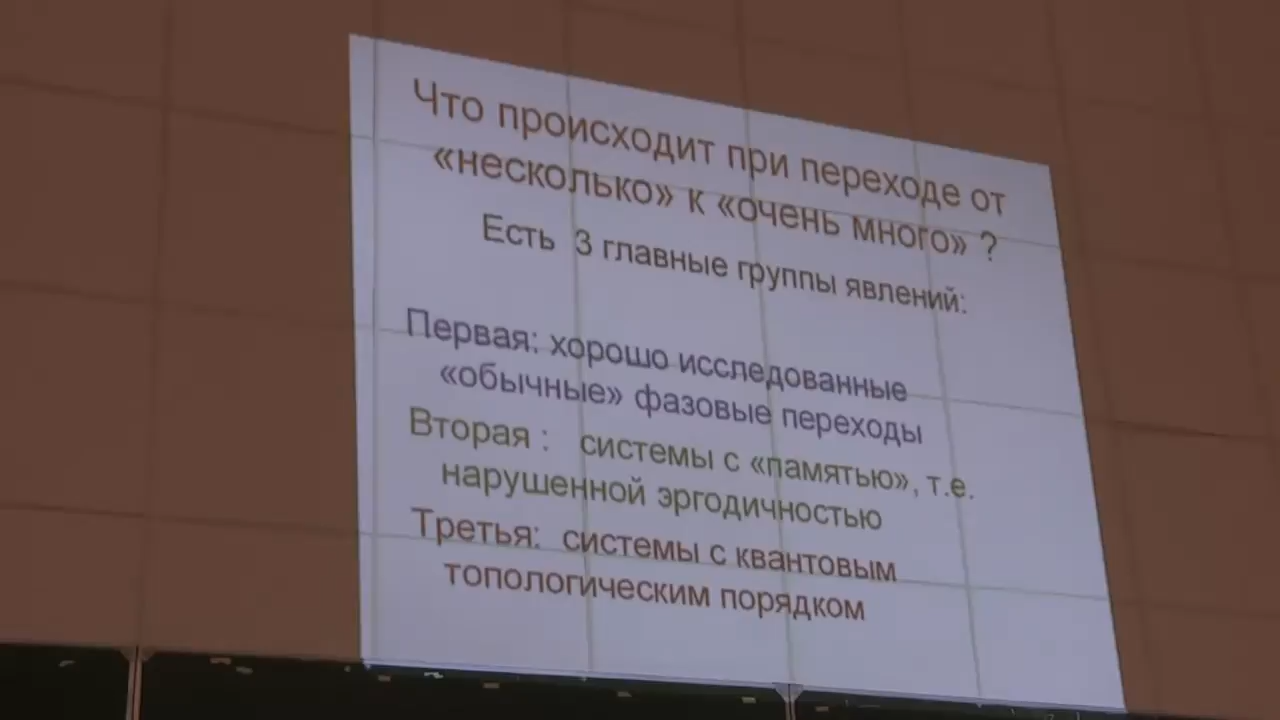 Что происходит при переходе от
«несколько» к «очень много» ?
Есть 3 главные группы явлений:
Первая: хорошо исследованные
«обычные» фазовые переходы
Вторая : системы с «памятью», т.е.
нарушенной эргодичностью
Третья: системы с квантовым
топологическим порядком